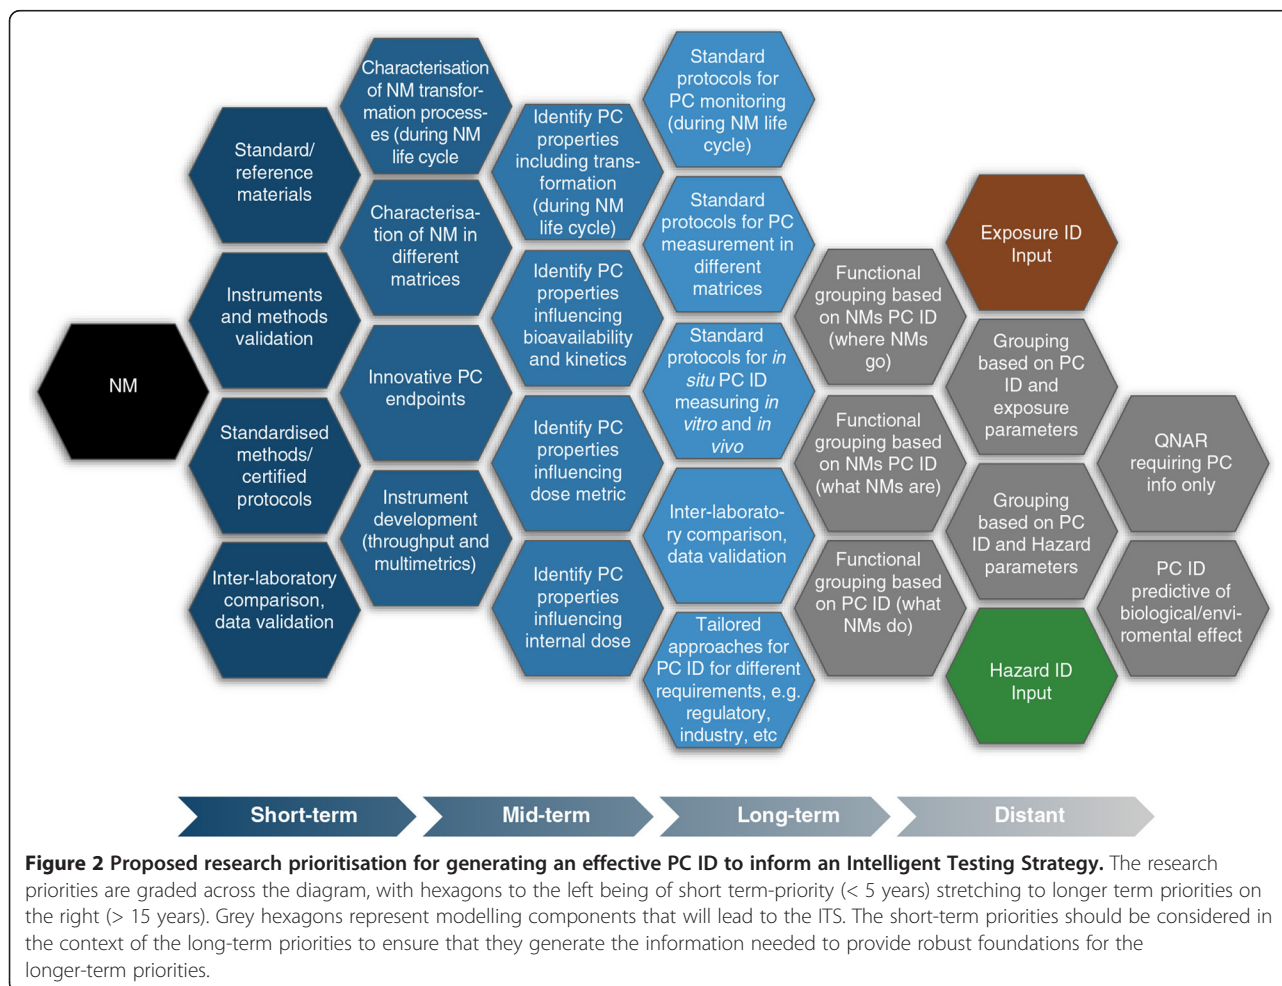 NM
Standard/
reference
materials
Instruments
and methods
validation
Standardised
methods/
certified
protocols
Inter-laboratory
comparison,
data validation
Characterisation
of NM transfor-
mation process-
es (during NM
life cycle
Characterisa-
tion of NM in
different
matrices
Innovative PC
endpoints
Instrument
development
(throughput and
multimetrics)
Identify PC
properties
including trans-
formation
(during NM
life cycle)
Identify PC
properties
influencing
bioavailability
and kinetics
Identify PC
properties
influencing
dose metric
Identify PC
properties
influencing
internal dose
Standard
protocols for
PC monitoring
(during NM life
cycle)
Standard
protocols for PC
measurement in
different
matrices
Standard
protocols for in
situ PC ID
measuring in
vitro and in
vivo
Inter-laborato-
ry comparison,
data validation
Tailored
approaches for
PC ID for different
requirements, e.g.
regulatory,
industry, etc
Functional
grouping based
on NMs PC ID
(where NMs
go)
Functional
grouping based
on NMs PC ID
(what NMs are)
Functional
grouping based
on PC ID (what
NMs do)
Exposure ID
Input
Grouping
based on PC
ID and
exposure
parameters
Grouping
based on PC
ID and Hazard
parameters
Hazard ID
Input
QNAR
requiring PC
info only
PC ID
predictive of
biological/envi-
romental effect
Short-term
Mid-term
Long-term
Distant
Figure 2 Proposed research prioritisation for generating an effective PC ID to inform an Intelligent Testing Strategy. The research
priorities are graded across the diagram, with hexagons to the left being of short term-priority (< 5 years) stretching to longer term priorities on
the right (> 15 years). Grey hexagons represent modelling components that will lead to the ITS. The short-term priorities should be considered in
the context of the long-term priorities to ensure that they generate the information needed to provide robust foundations for the
longer-term priorities.